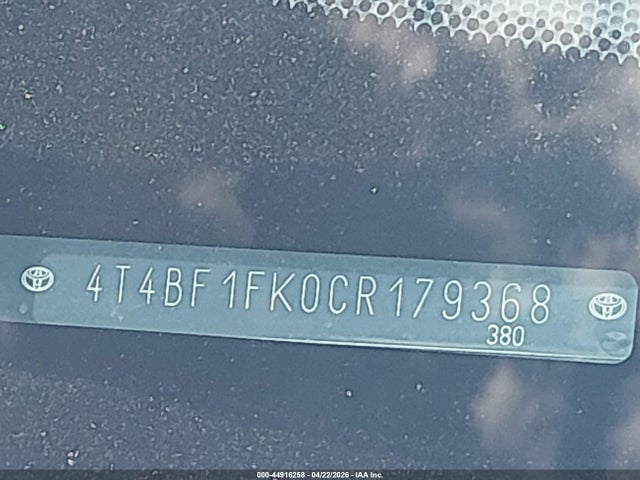 4T4BF1FK0CR179368
380
000-44916258 - 04/22/2026 - IAA Inc.